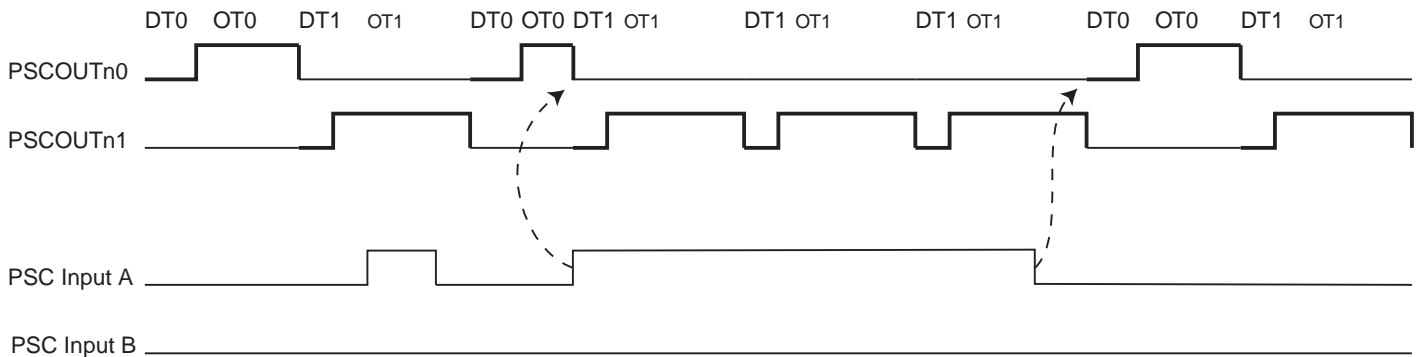 DT0 OT0 DT1 OT1 DT0 OT0 DT1 OT1 DT1 OT1 DT1 OT1 DT0 OT0 DT1 OT1
PSCOUTn0
PSCOUTn1
PSC Input A
PSC Input B